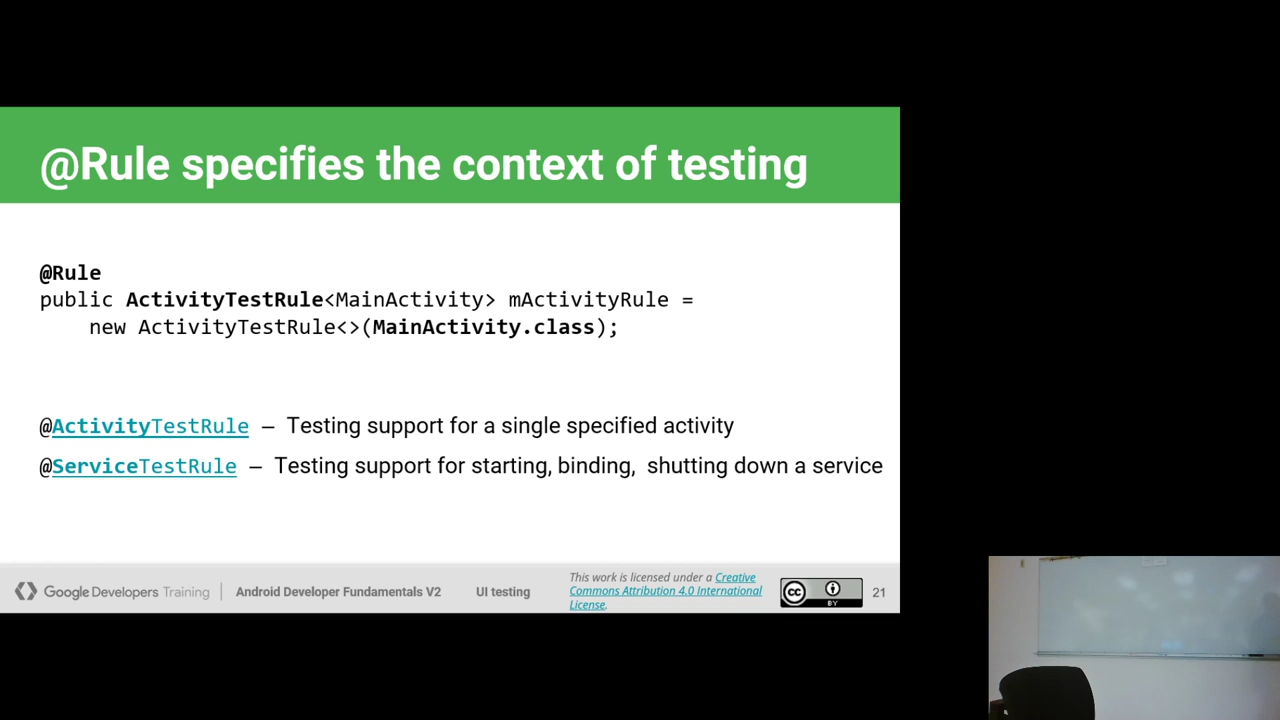 @Rule specifies the context of testing
@Rule
public ActivityTestRule<MainActivity> mActivityRule =
new ActivityTestRule<>(MainActivity.class);
@ActivityTestRule – Testing support for a single specified activity
@ServiceTestRule – Testing support for starting, binding, shutting down a service
Google Developers Training
Android Developer Fundamentals V2
UI testing
This work is licensed under a Creative
Commons Attribution 4.0 International
License.
cc
BY
21